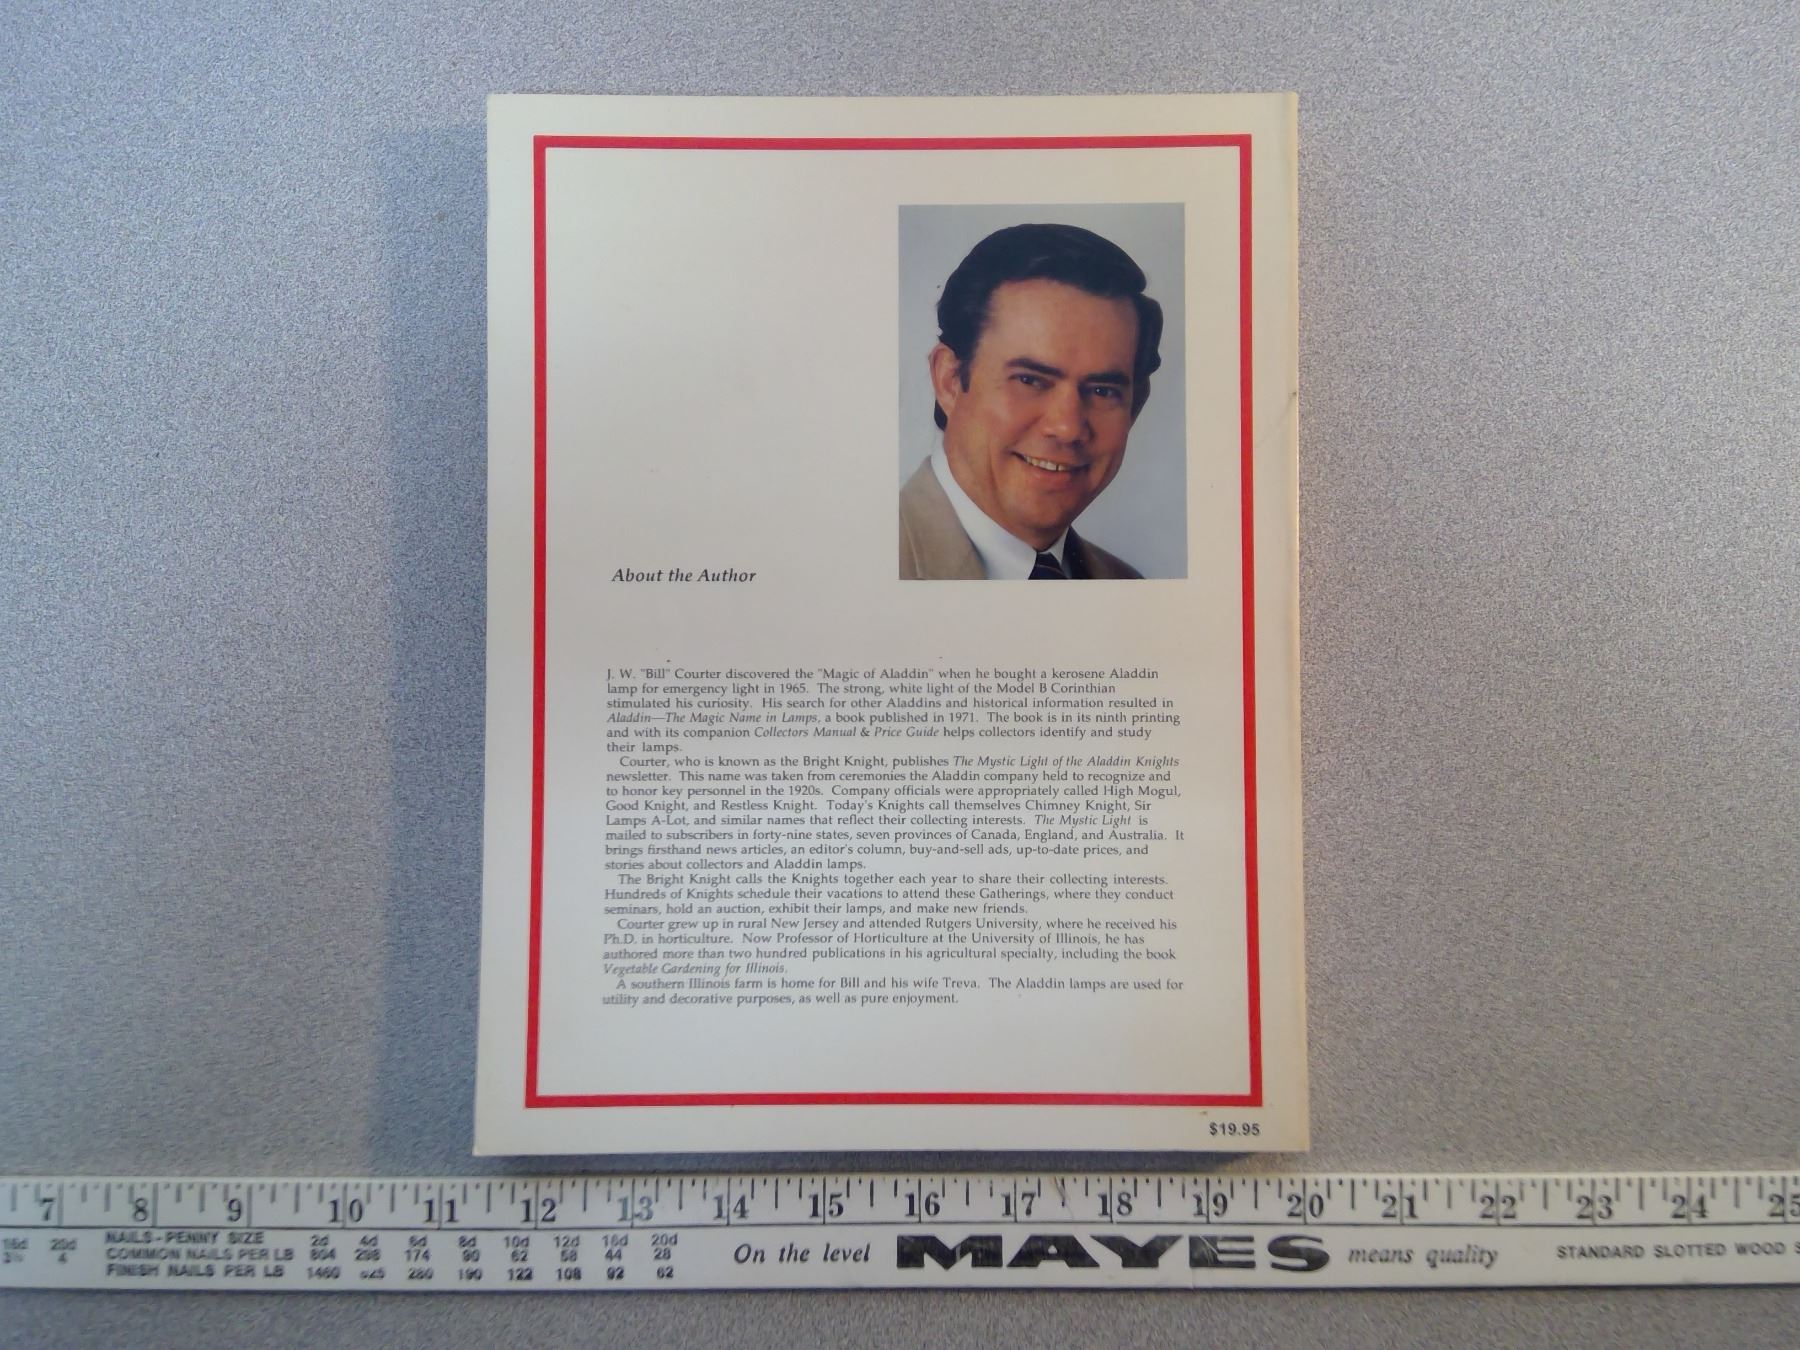 About the Author
J. W. "Bill" Courter discovered the "Magic of Aladdin" when he bought a kerosene Aladdin
lamp for emergency light in 1965. The strong, white light of the Model B Corinthian
stimulated his curiosity. His search for other Aladdins and historical information resulted in
Aladdin—The Magic Name in Lamps, a book published in 1971. The book is in its ninth printing
and with its companion Collectors Manual & Price Guide helps collectors identify and study
their lamps.
Courter, who is known as the Bright Knight, publishes The Mystic Light of the Aladdin Knights
newsletter. This name was taken from ceremonies the Aladdin company held to recognize and
to honor key personnel in the 1920s. Company officials were appropriately called High Mogul,
Good Knight, and Restless Knight. Today's Knights call themselves Chimney Knight, Sir
Lamps A-Lot, and similar names that reflect their collecting interests. The Mystic Light is
mailed to subscribers in forty-nine states, seven provinces of Canada, England, and Australia. It
brings firsthand news articles, an editor's column, buy-and-sell ads, up-to-date prices, and
stories about collectors and Aladdin lamps.
The Bright Knight calls the Knights together each year to share their collecting interests.
Hundreds of Knights schedule their vacations to attend these Gatherings, where they conduct
seminars, hold an auction, exhibit their lamps, and make new friends.
Courter grew up in rural New Jersey and attended Rutgers University, where he received his
Ph.D. in horticulture. Now Professor of Horticulture at the University of Illinois, he has
authored more than two hundred publications in his agricultural specialty, including the book
Vegetable Gardening for Illinois.
A southern Illinois farm is home for Bill and his wife Treva. The Aladdin lamps are used for
utility and decorative purposes, as well as pure enjoyment.
$19.95
7 8 9 10 11 12 13 14 15 16 17 18 19 20 21 22 23 24 25
NAILS-PENNY SIZE 2d 4d 6d 8d 10d 12d 16d 20d
COMMON NAILS PER LB 174 90 62 58 44 28
FINISH NAILS PER LB 1460 280 190 122 108 92 62
On the level MAYES means quality
STANDARD SLOTTED WOOD